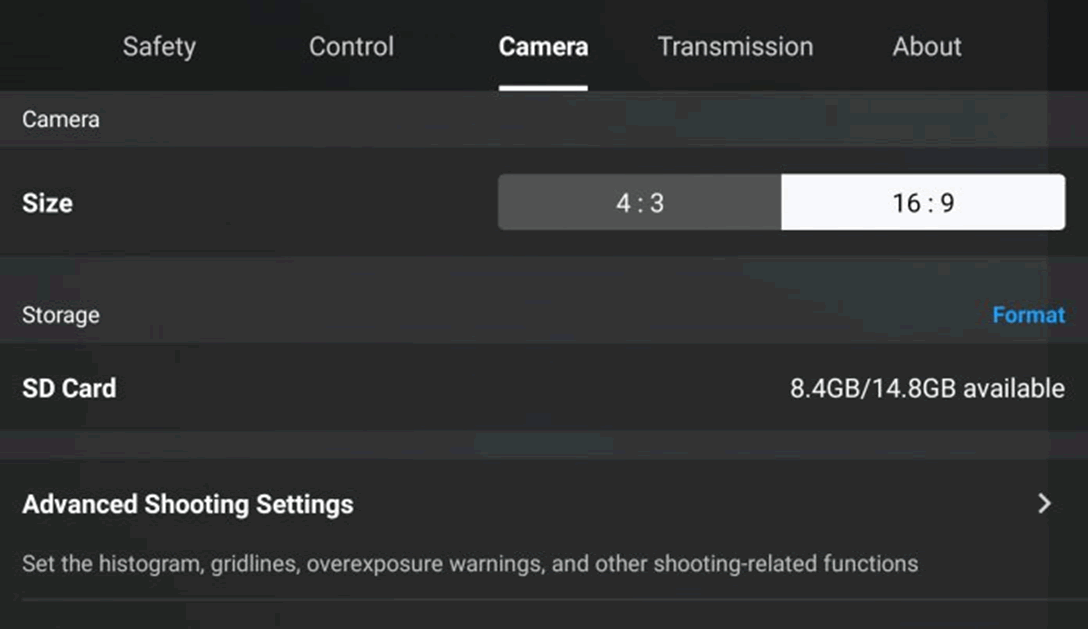 Safety Control Camera Transmission About
Camera
Size 4 : 3 16 : 9
Storage Format
SD Card 8.4GB/14.8GB available
Advanced Shooting Settings
Set the histogram, gridlines, overexposure warnings, and other shooting-related functions